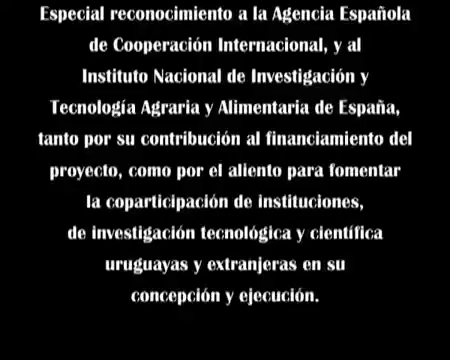 Especial reconocimiento a la Agencia Española
de Cooperación Internacional, y al
Instituto Nacional de Investigación y
Tecnología Agraria y Alimentaria de España,
tanto por su contribución al financiamiento del
proyecto, como por el aliento para fomentar
la coparticipación de instituciones,
de investigación tecnológica y científica
uruguayas y extranjeras en su
concepción y ejecución.